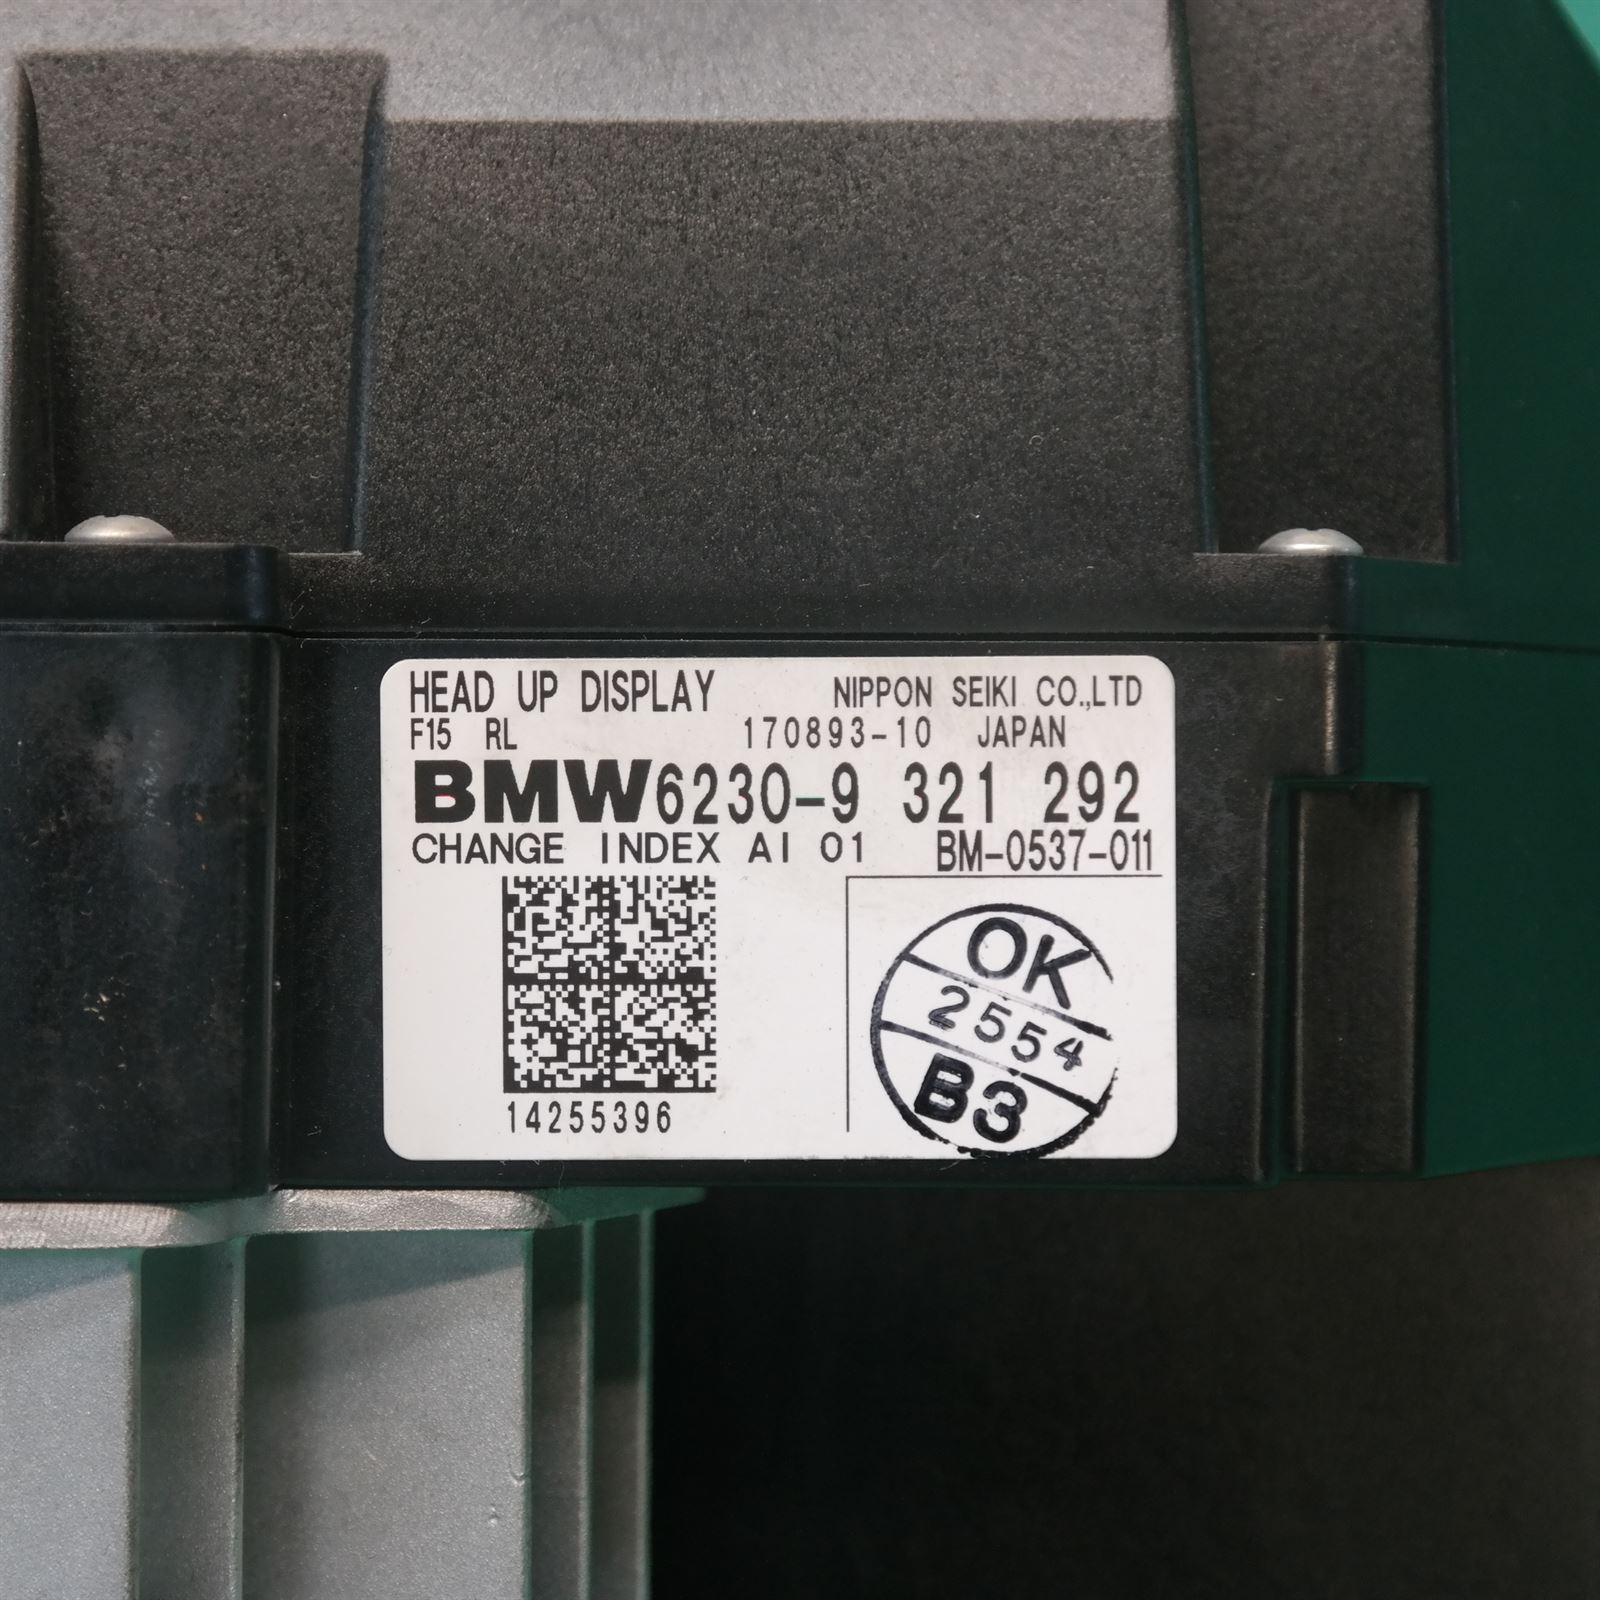 HEAD UP DISPLAY NIPPON SEIKI CO.,LTD
F15 RL 170893-10 JAPAN
BMW6230-9 321 292
CHANGE INDEX AI 01 BM-0537-011
OK
2554
B3
14255396